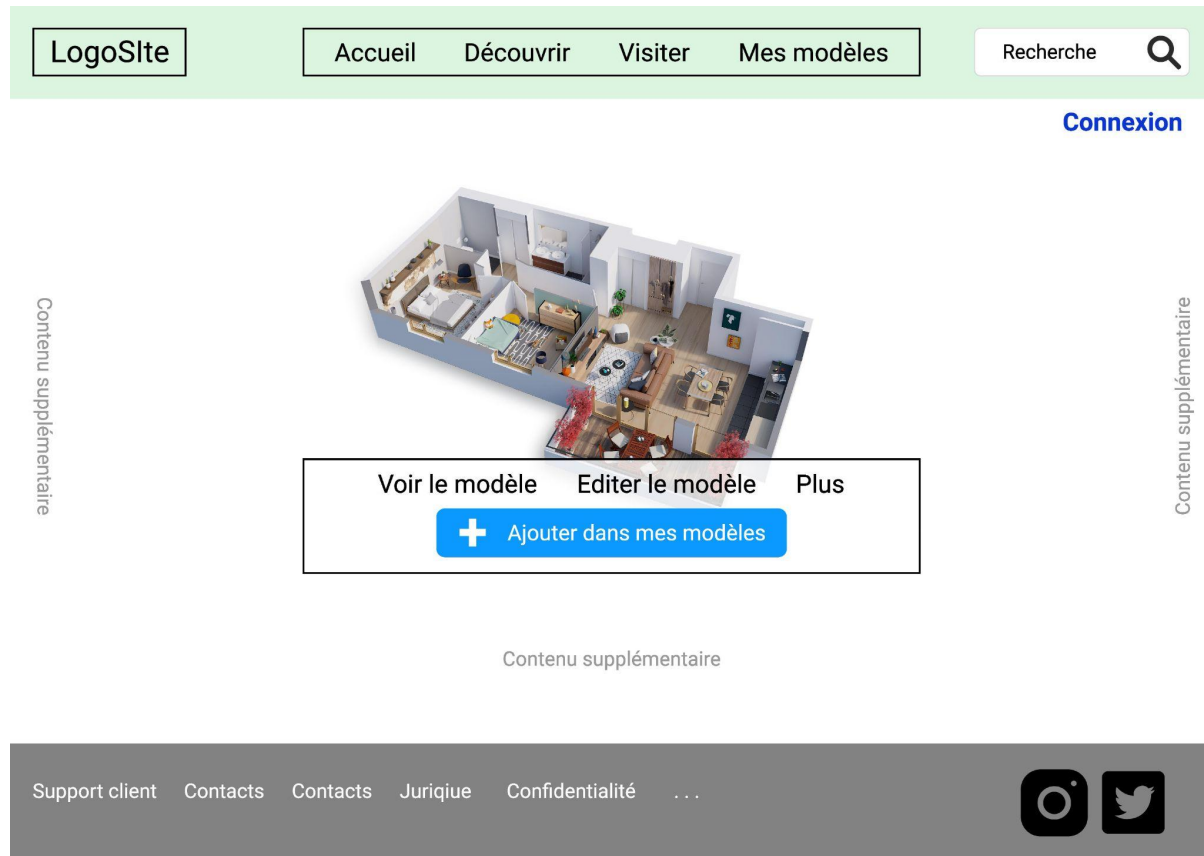 LogoSIte
Accueil Découvrir Visiter Mes modèles
Recherche
Connexion
Contenu supplémentaire
Contenu supplémentaire
Voir le modèle Editer le modèle Plus
Ajouter dans mes modèles
Contenu supplémentaire
Support client Contacts Contacts Juriqiue Confidentialité ...